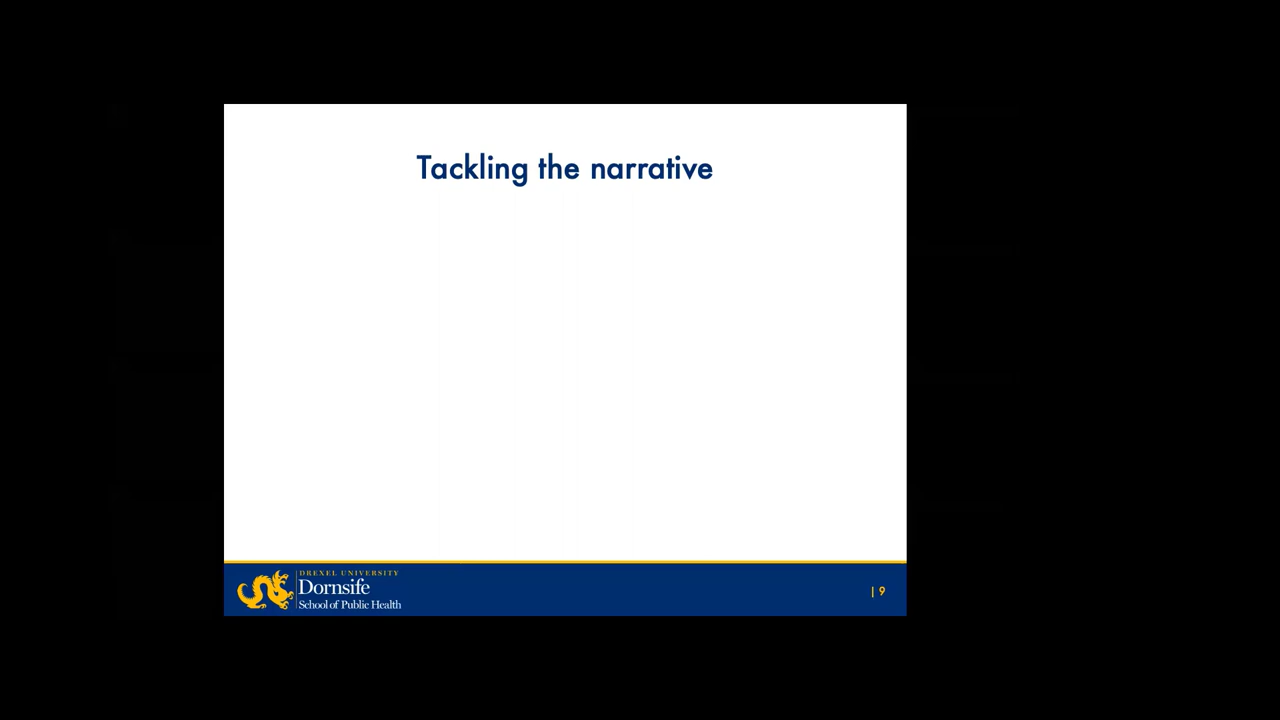 Tackling the narrative
DREXEL UNIVERSITY
Dornsife
School of Public Health
| 9